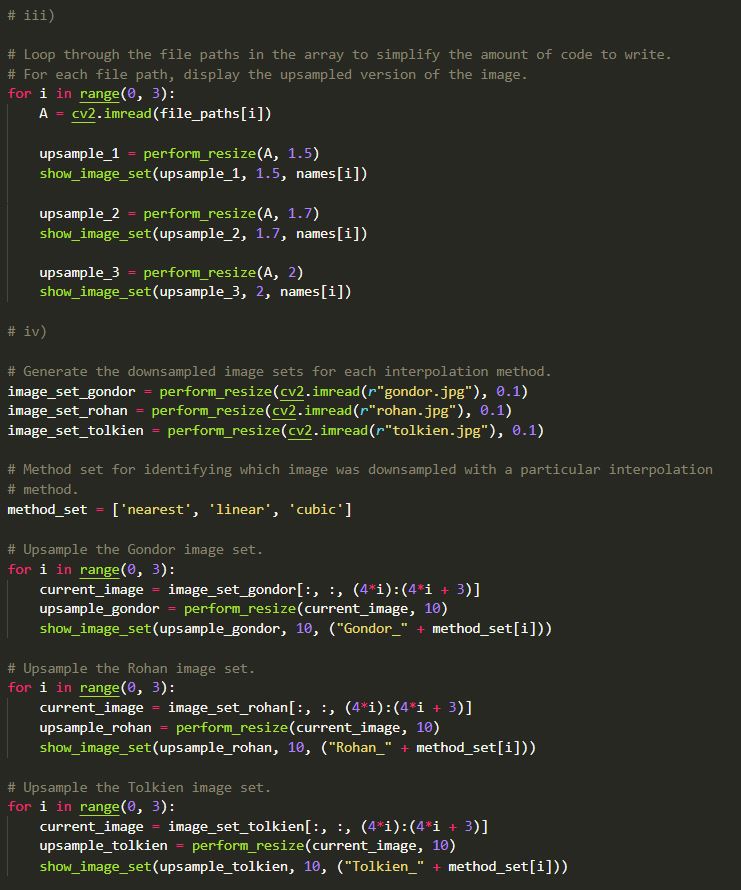 # iii)
# Loop through the file paths in the array to simplify the amount of code to write.
# For each file path, display the upsampled version of the image.
for i in range(0, 3):
    A = cv2.imread(file_paths[i])
    upsample_1 = perform_resize(A, 1.5)
    show_image_set(upsample_1, 1.5, names[i])
    upsample_2 = perform_resize(A, 1.7)
    show_image_set(upsample_2, 1.7, names[i])
    upsample_3 = perform_resize(A, 2)
    show_image_set(upsample_3, 2, names[i])
# iv)
# Generate the downsampled image sets for each interpolation method.
image_set_gondor = perform_resize(cv2.imread(r"gondor.jpg"), 0.1)
image_set_rohan = perform_resize(cv2.imread(r"rohan.jpg"), 0.1)
image_set_tolkien = perform_resize(cv2.imread(r"tolkien.jpg"), 0.1)
# Method set for identifying which image was downsampled with a particular interpolation
# method.
method_set = ['nearest', 'linear', 'cubic']
# Upsample the Gondor image set.
for i in range(0, 3):
    current_image = image_set_gondor[:, :, (4*i):(4*i + 3)]
    upsample_gondor = perform_resize(current_image, 10)
    show_image_set(upsample_gondor, 10, ("Gondor_" + method_set[i]))
# Upsample the Rohan image set.
for i in range(0, 3):
    current_image = image_set_rohan[:, :, (4*i):(4*i + 3)]
    upsample_rohan = perform_resize(current_image, 10)
    show_image_set(upsample_rohan, 10, ("Rohan_" + method_set[i]))
# Upsample the Tolkien image set.
for i in range(0, 3):
    current_image = image_set_tolkien[:, :, (4*i):(4*i + 3)]
    upsample_tolkien = perform_resize(current_image, 10)
    show_image_set(upsample_tolkien, 10, ("Tolkien_" + method_set[i]))